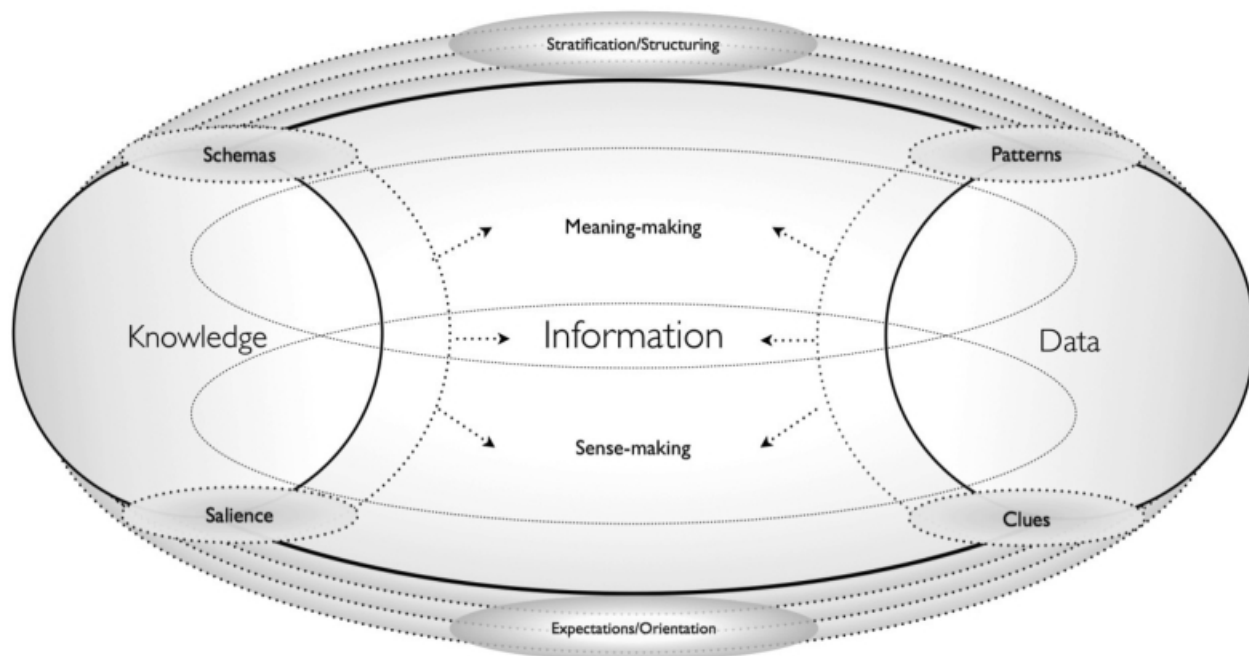 Stratification/Structuring
Schemas
Patterns
Meaning-making
Knowledge
Information
Data
Sense-making
Salience
Clues
Expectations/Orientation